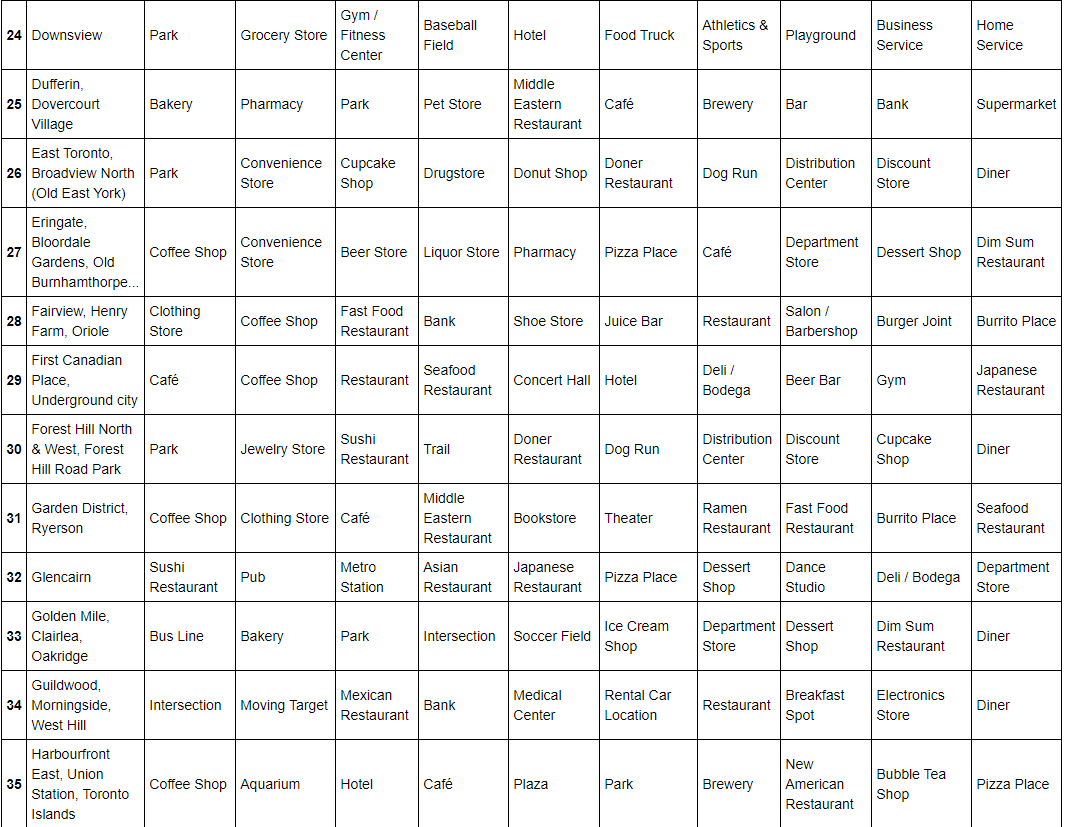 24 Downsview Park Grocery Store Gym / Fitness Center Baseball Field Hotel Food Truck Athletics & Sports Playground Business Service Home Service
25 Dufferin, Dovercourt Village Bakery Pharmacy Park Pet Store Middle Eastern Restaurant Café Brewery Bar Bank Supermarket
26 East Toronto, Broadview North (Old East York) Park Convenience Store Cupcake Shop Drugstore Donut Shop Doner Restaurant Dog Run Distribution Center Discount Store Diner
27 Eringate, Bloordale Gardens, Old Burnhamthorpe... Coffee Shop Convenience Store Beer Store Liquor Store Pharmacy Pizza Place Café Department Store Dessert Shop Dim Sum Restaurant
28 Fairview, Henry Farm, Oriole Clothing Store Coffee Shop Fast Food Restaurant Bank Shoe Store Juice Bar Restaurant Salon / Barbershop Burger Joint Burrito Place
29 First Canadian Place, Underground city Café Coffee Shop Restaurant Seafood Restaurant Concert Hall Hotel Deli / Bodega Beer Bar Gym Japanese Restaurant
30 Forest Hill North & West, Forest Hill Road Park Park Jewelry Store Sushi Restaurant Trail Doner Restaurant Dog Run Distribution Center Discount Store Cupcake Shop Diner
31 Garden District, Ryerson Coffee Shop Clothing Store Café Middle Eastern Restaurant Bookstore Theater Ramen Restaurant Fast Food Restaurant Burrito Place Seafood Restaurant
32 Glencairn Sushi Restaurant Pub Metro Station Asian Restaurant Japanese Restaurant Pizza Place Dessert Shop Dance Studio Deli / Bodega Department Store
33 Golden Mile, Clairlea, Oakridge Bus Line Bakery Park Intersection Soccer Field Ice Cream Shop Department Store Dessert Shop Dim Sum Restaurant Diner
34 Guildwood, Morningside, West Hill Intersection Moving Target Mexican Restaurant Bank Medical Center Rental Car Location Restaurant Breakfast Spot Electronics Store Diner
35 Harbourfront East, Union Station, Toronto Islands Coffee Shop Aquarium Hotel Café Plaza Park Brewery New American Restaurant Bubble Tea Shop Pizza Place